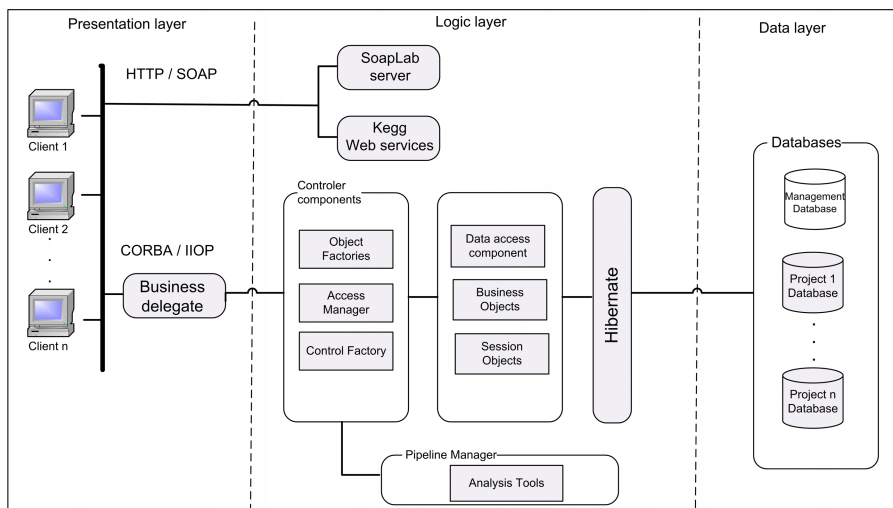 Presentation layer
Logic layer
Data layer
HTTP / SOAP
SoapLab
server
Kegg
Web services
Client 1
Client 2
Client n
CORBA / IIOP
Business
delegate
Controler
components
Object
Factories
Access
Manager
Control Factory
Data access
component
Business
Objects
Session
Objects
Hibernate
Pipeline Manager
Analysis Tools
Databases
Management
Database
Project 1
Database
Project n
Database